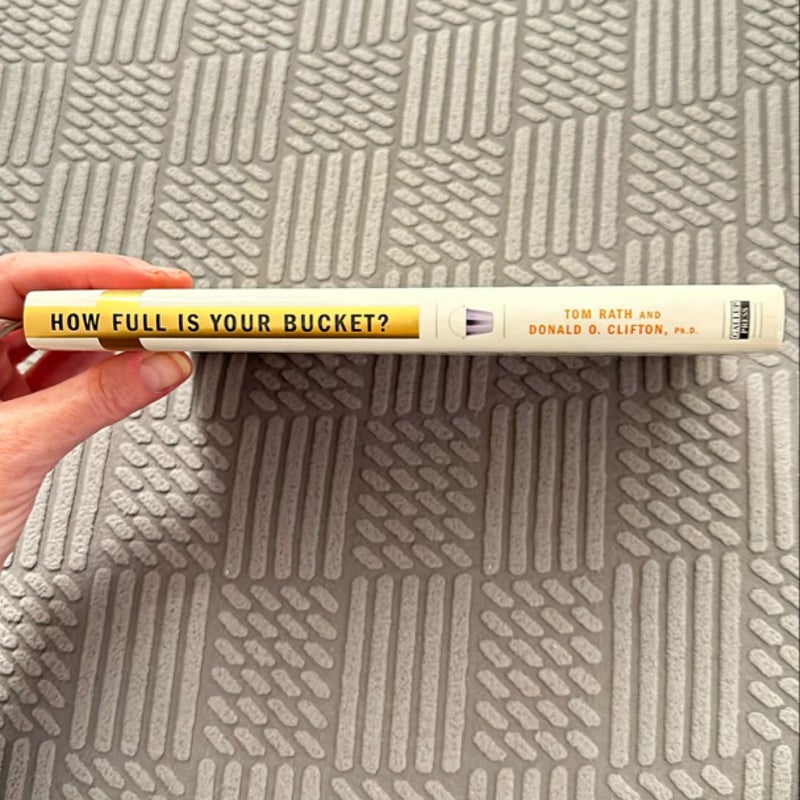 HOW FULL IS YOUR BUCKET?
TOM RATH AND
DONALD O. CLIFTON, Ph.D.
GALLUP
PRESS